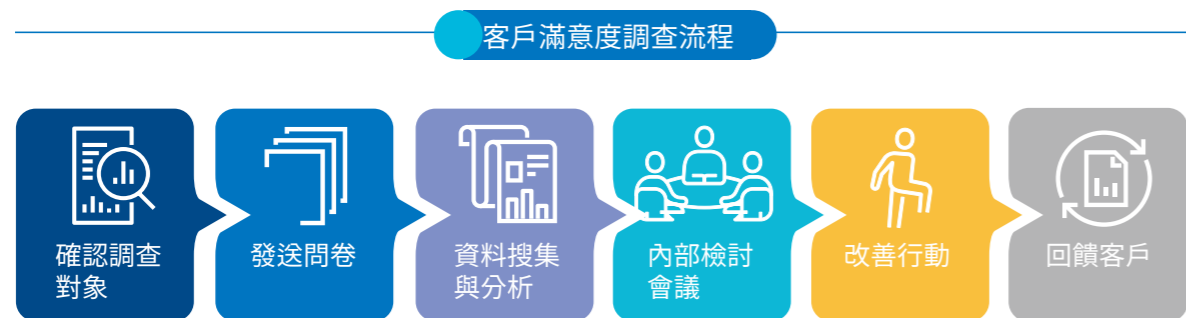 客戶滿意度調查流程
確認調查
對象
發送問卷
資料搜集
與分析
內部檢討
會議
改善行動
回饋客戶